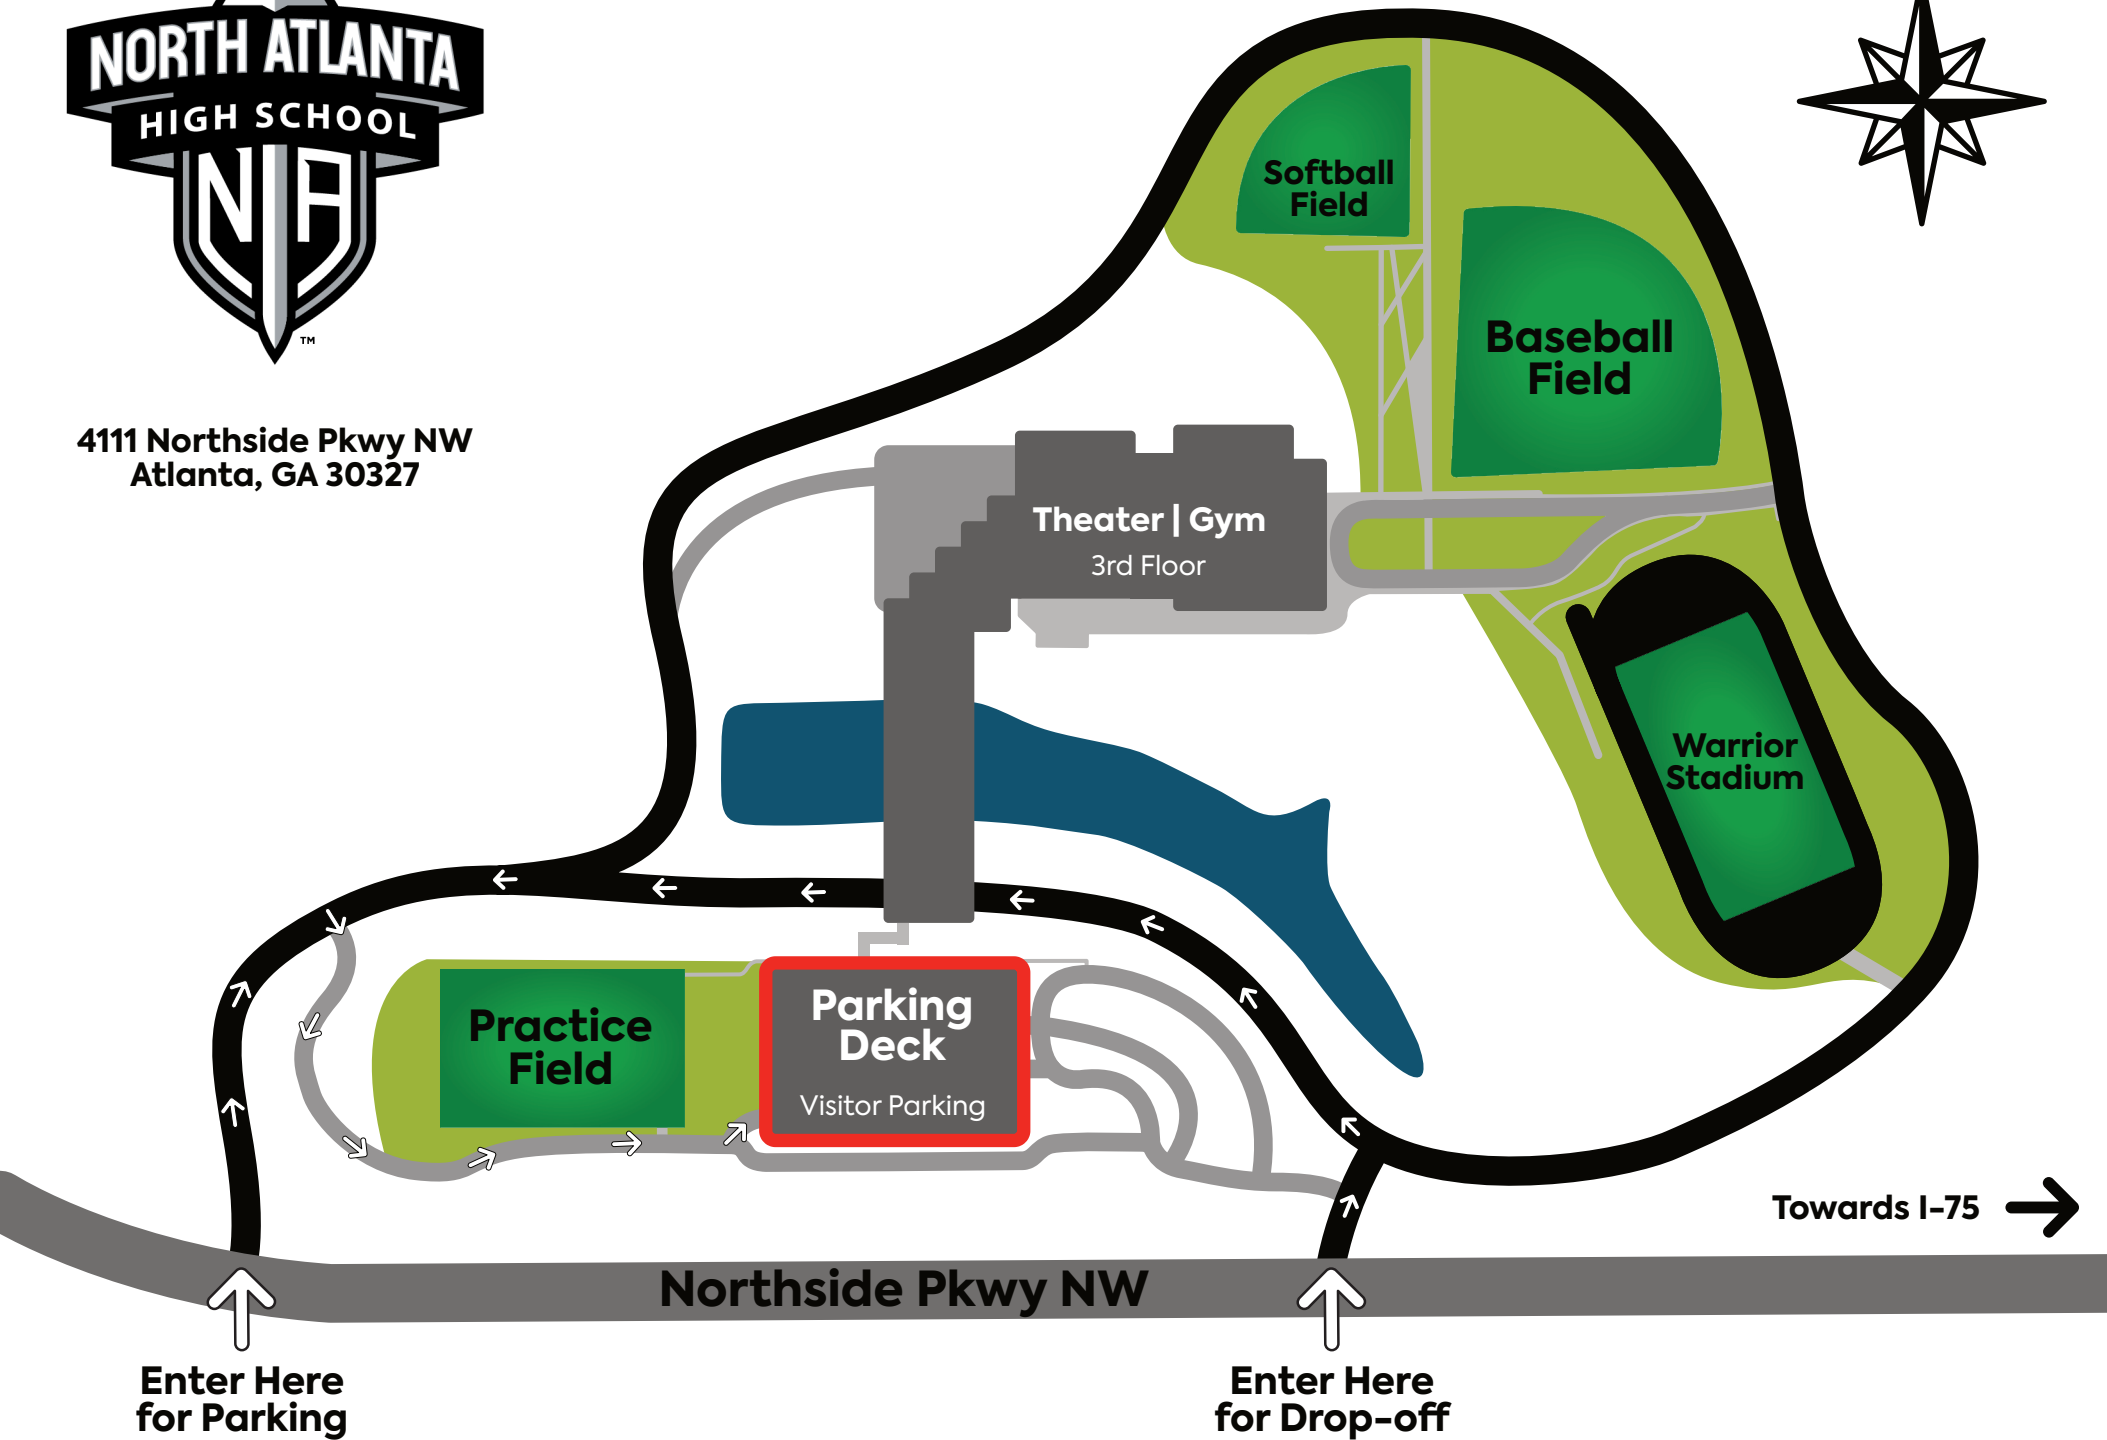 NORTH ATLANTA
HIGH SCHOOL
NA
TM
4111 Northside Pkwy NW
Atlanta, GA 30327
Softball
Field
Baseball
Field
Theater | Gym
3rd Floor
Warrior
Stadium
Practice
Field
Parking
Deck
Visitor Parking
Towards I-75
Northside Pkwy NW
Enter Here
for Parking
Enter Here
for Drop-off